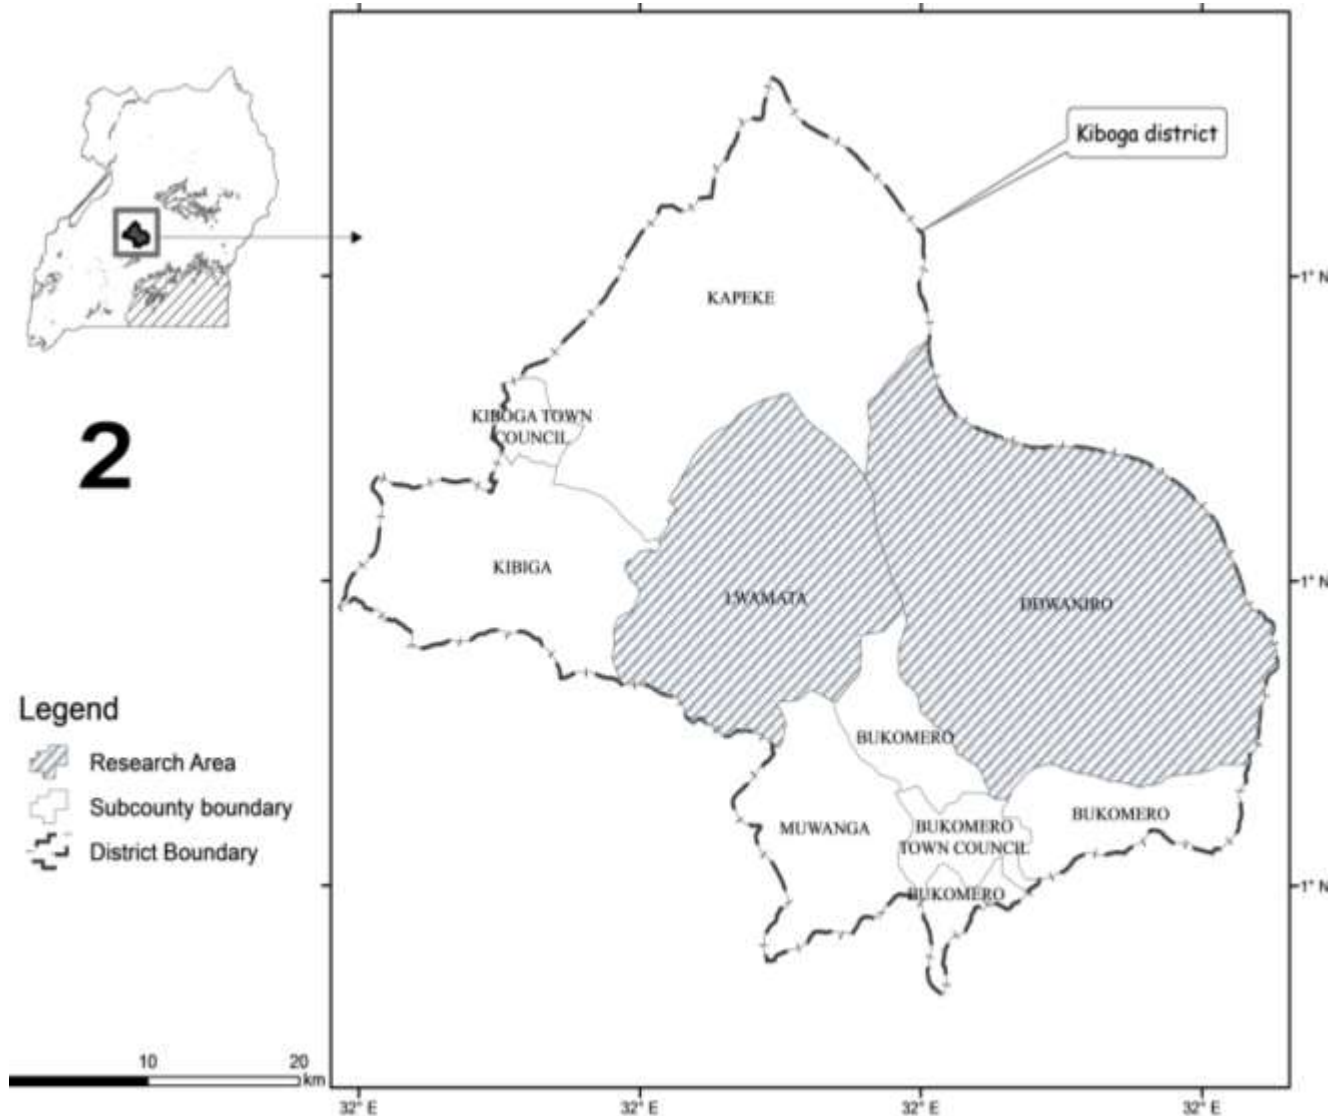 Kiboga district
1° N
KAPEKE
KIBOGA TOWN
COUNCIL
2
KIBIGA
LWAMATA
DDWANIRO
1° N
Legend
Research Area
Subcounty boundary
District Boundary
BUKOMERO
MUWANGA
BUKOMERO
TOWN COUNCIL
BUKOMERO
BUKOMERO
1° N
10 20
km
32° E 32° E 32° E 32° E